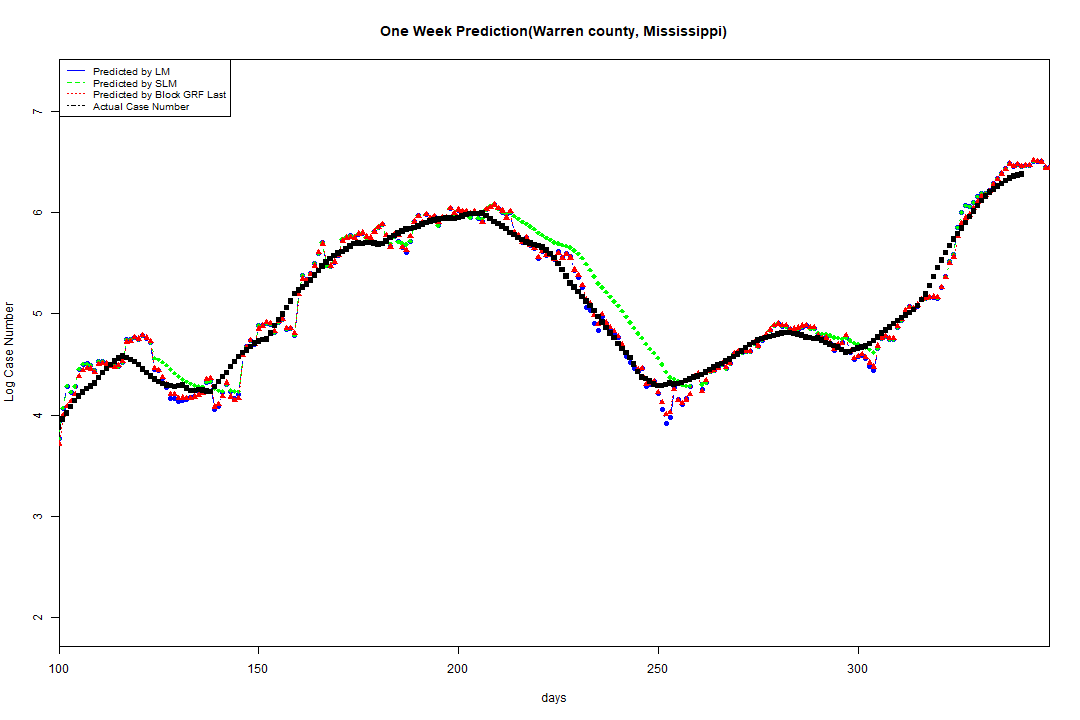 One Week Prediction(Warren county, Mississippi)
Predicted by LM
Predicted by SLM
Predicted by Block GRF Last
Actual Case Number
7
6
5
4
3
2
Log Case Number
100 150 200 250 300
days